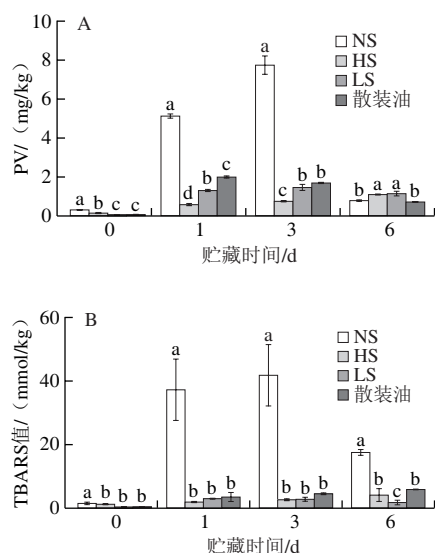 A
NS
HS
LS
散装油
PV/（mg/kg）
10
8
6
4
2
0
a b c c
a d b c
a c b b
b a a b
0 1 3 6
贮藏时间/d
B
NS
HS
LS
散装油
TBARS值/（mmol/kg）
60
40
20
0
a b b b
a b b b
a b b b
a b c b
0 1 3 6
贮藏时间/d